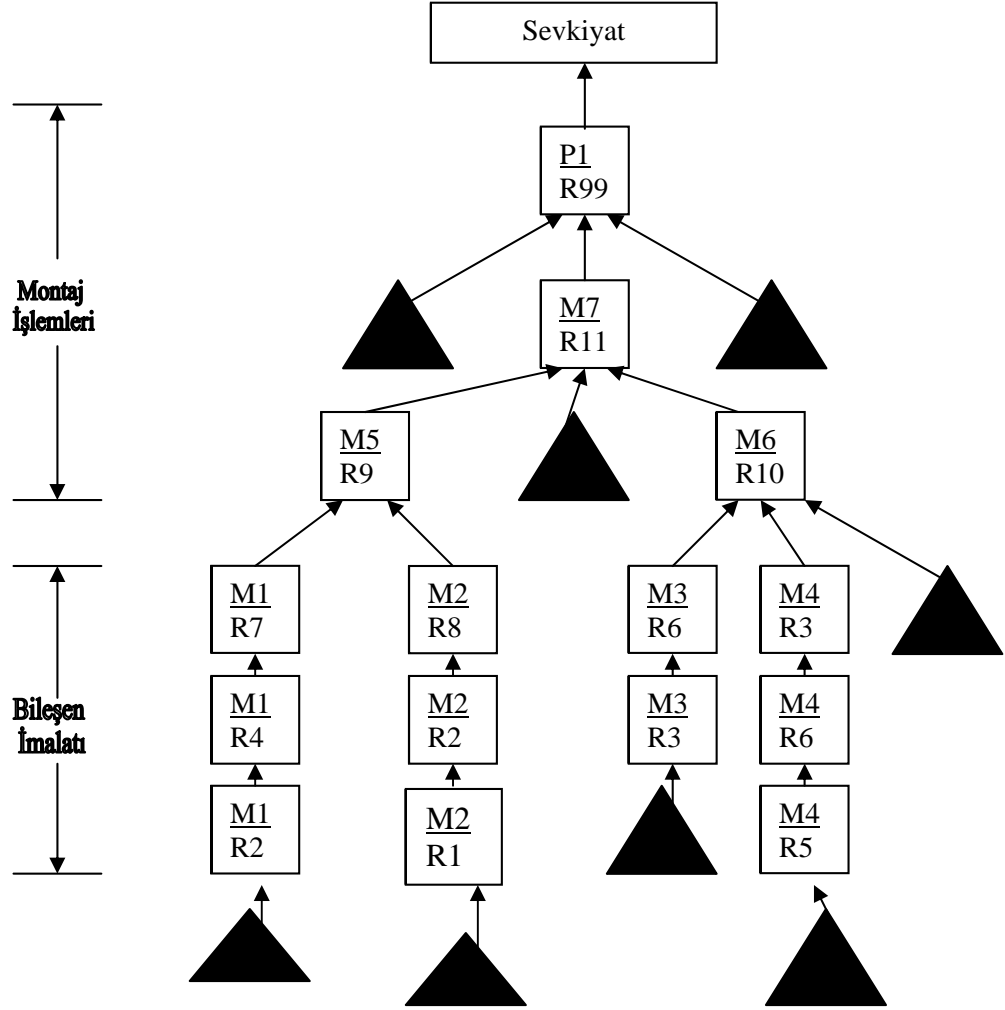 Sevkiyat
P1
R99
Montaj
İşlemleri
M7
R11
M5
R9
M6
R10
M1
R7
M2
R8
M3
R6
M4
R3
Bileşen
İmalatı
M1
R4
M2
R2
M3
R3
M4
R6
M1
R2
M2
R1
M4
R5